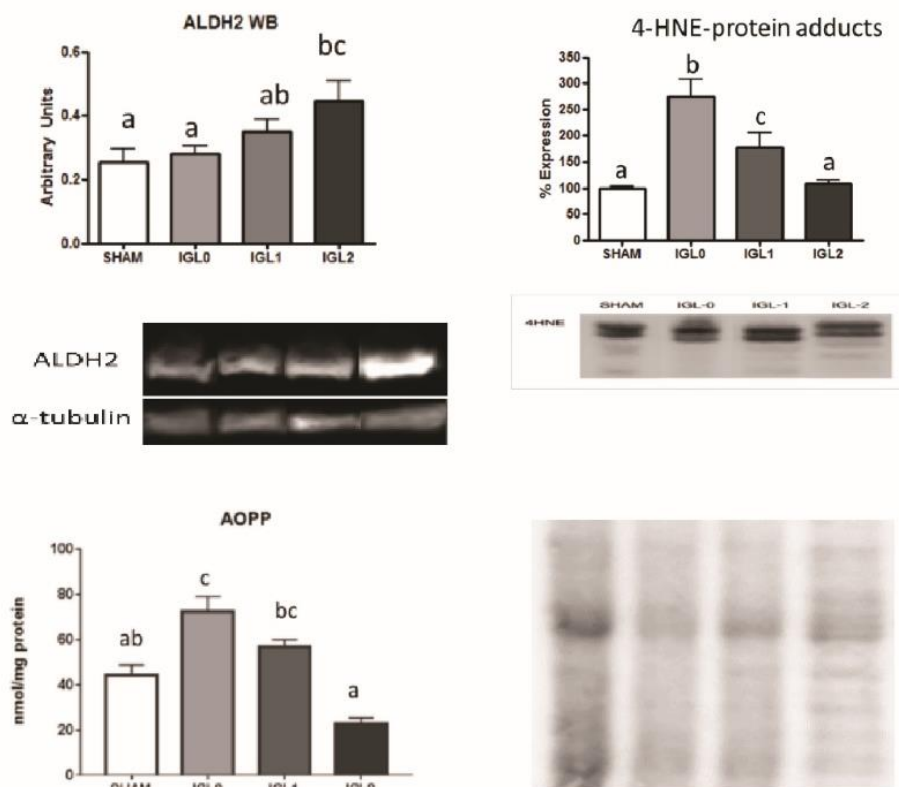 ALDH2 WB
bc
ab
a
a
0.6
0.4
0.2
0.0
Arbitrary Units
SHAM IGL0 IGL1 IGL2
4-HNE-protein adducts
b
c
a
a
350
300
250
200
150
100
50
0
% Expression
SHAM IGL0 IGL1 IGL2
ALDH2
α-tubulin
SHAM IGL-0 IGL-1 IGL-2
4HNE
AOPP
c
bc
ab
a
100
80
60
40
20
0
nmol/mg protein
SHAM IGL0 IGL1